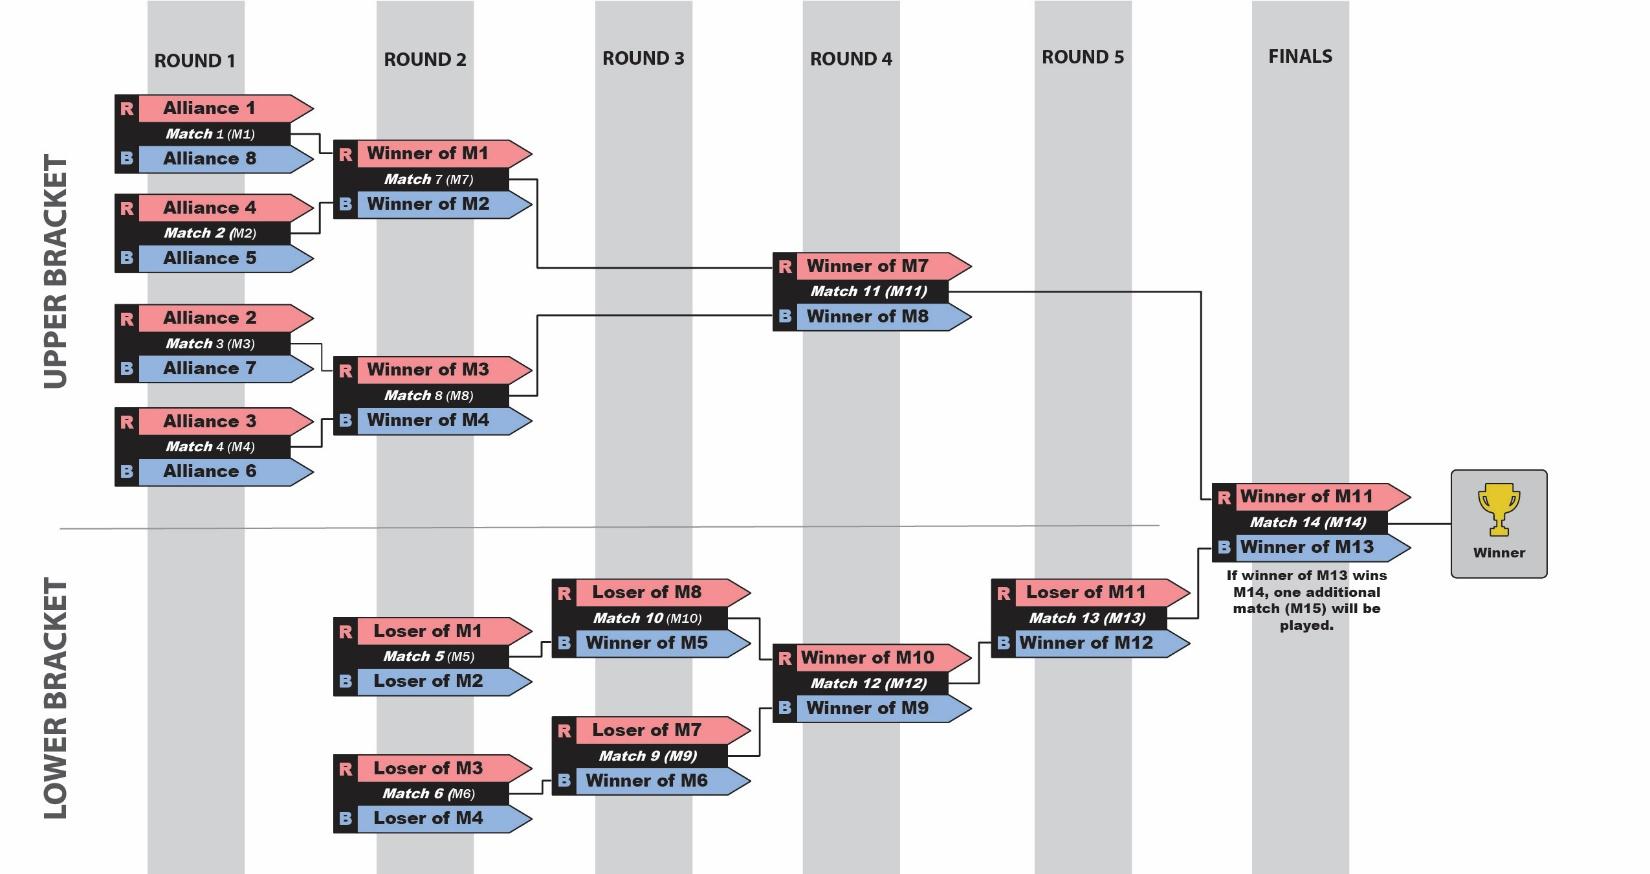 ROUND 1
ROUND 2
ROUND 3
ROUND 4
ROUND 5
FINALS
UPPER BRACKET
R Alliance 1
Match 1 (M1)
B Alliance 8
R Alliance 4
Match 2 (M2)
B Alliance 5
R Alliance 2
Match 3 (M3)
B Alliance 7
R Alliance 3
Match 4 (M4)
B Alliance 6
R Winner of M1
Match 7 (M7)
B Winner of M2
R Winner of M3
Match 8 (M8)
B Winner of M4
R Winner of M7
Match 11 (M11)
B Winner of M8
LOWER BRACKET
R Loser of M1
Match 5 (M5)
B Loser of M2
R Loser of M3
Match 6 (M6)
B Loser of M4
R Loser of M8
Match 10 (M10)
B Winner of M5
R Loser of M7
Match 9 (M9)
B Winner of M6
R Winner of M10
Match 12 (M12)
B Winner of M9
R Loser of M11
Match 13 (M13)
B Winner of M12
R Winner of M11
Match 14 (M14)
B Winner of M13
If winner of M13 wins
M14, one additional
match (M15) will be
played.
Winner